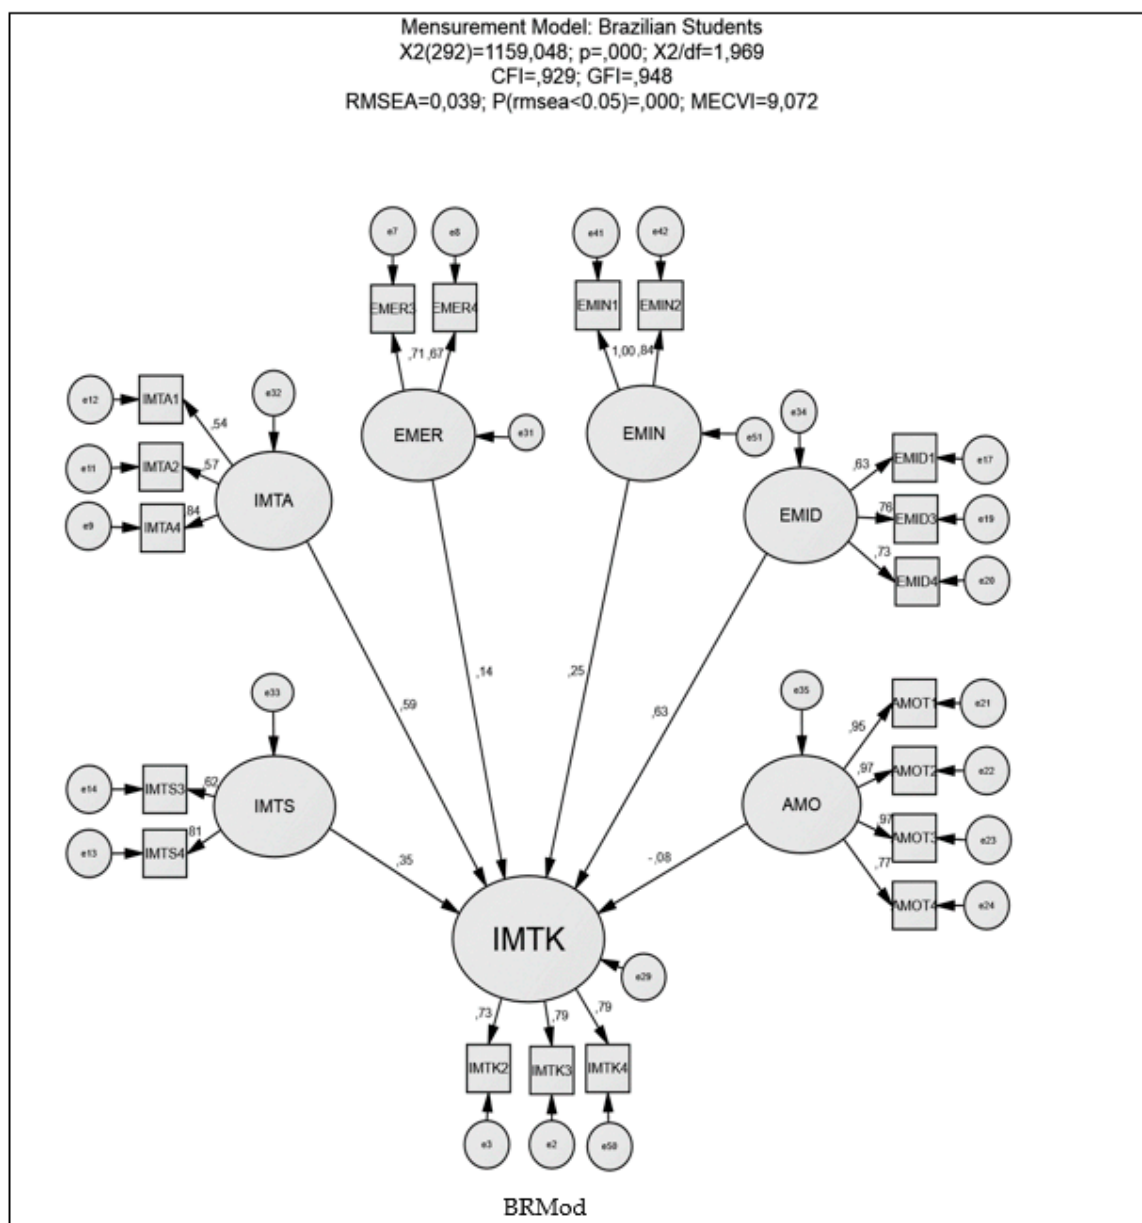 Mensurement Model: Brazilian Students
X2(292)=1159,048; p=,000; X2/df=1,969
CFI=,929; GFI=,948
RMSEA=0,039; P(rmsea<0.05)=,000; MECVI=9,072
e7 e8 e41 e42
EMER3 EMER4 EMIN1 EMIN2
,71 ,67 1,00 ,84
e12 IMTA1 e32 e34
,54
EMER e31 EMIN e51
EMID1 e17
,63
e11 IMTA2 ,57
IMTA EMID
e9 IMTA4 ,84
,76 EMID3 e19
,73
EMID4 e20
,14 ,25
e33 e35
,59 ,63
AMOT1 e21
,95
e14 IMTS3 ,62
,97 AMOT2 e22
IMTS AMO
e13 IMTS4 ,81
,97 AMOT3 e23
,35 -,08
,77
AMOT4 e24
IMTK
e29
,73 ,79 ,79
IMTK2 IMTK3 IMTK4
e3 e2 e50
BRMod